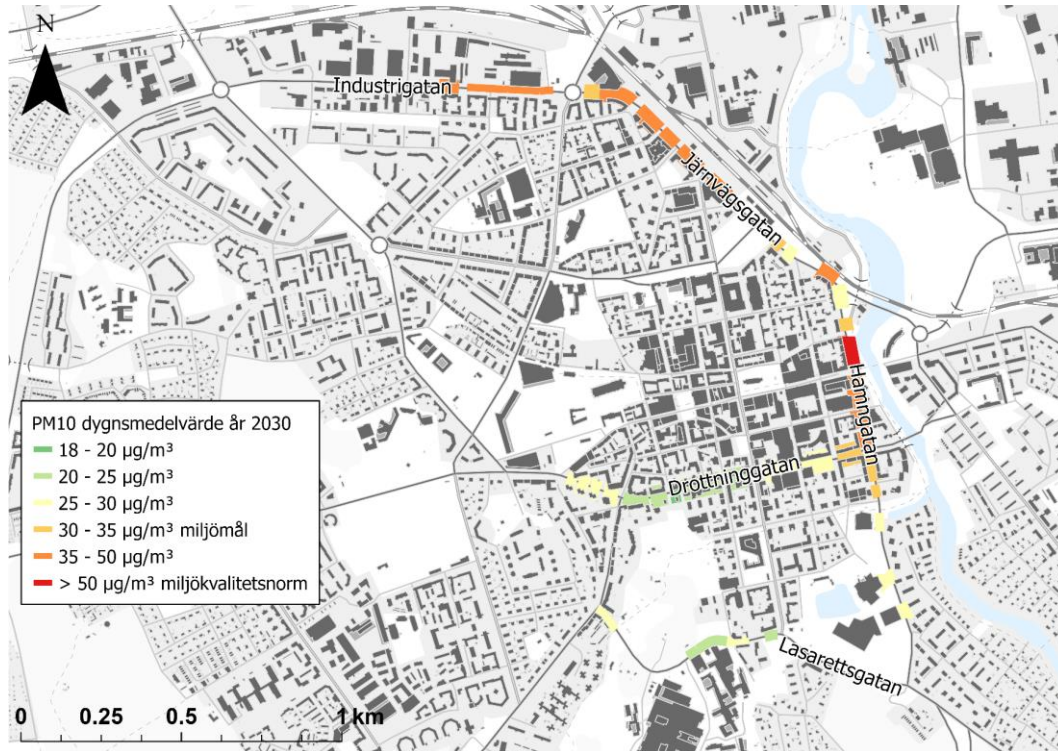 N
Industrigatan
Järnvägsgatan
Hamngatan
Drottninggatan
Lasarettsgatan
PM10 dygnsmedelvärde år 2030
18 - 20 µg/m³
20 - 25 µg/m³
25 - 30 µg/m³
30 - 35 µg/m³ miljömål
35 - 50 µg/m³
> 50 µg/m³ miljökvalitetsnorm
0 0.25 0.5 1 km